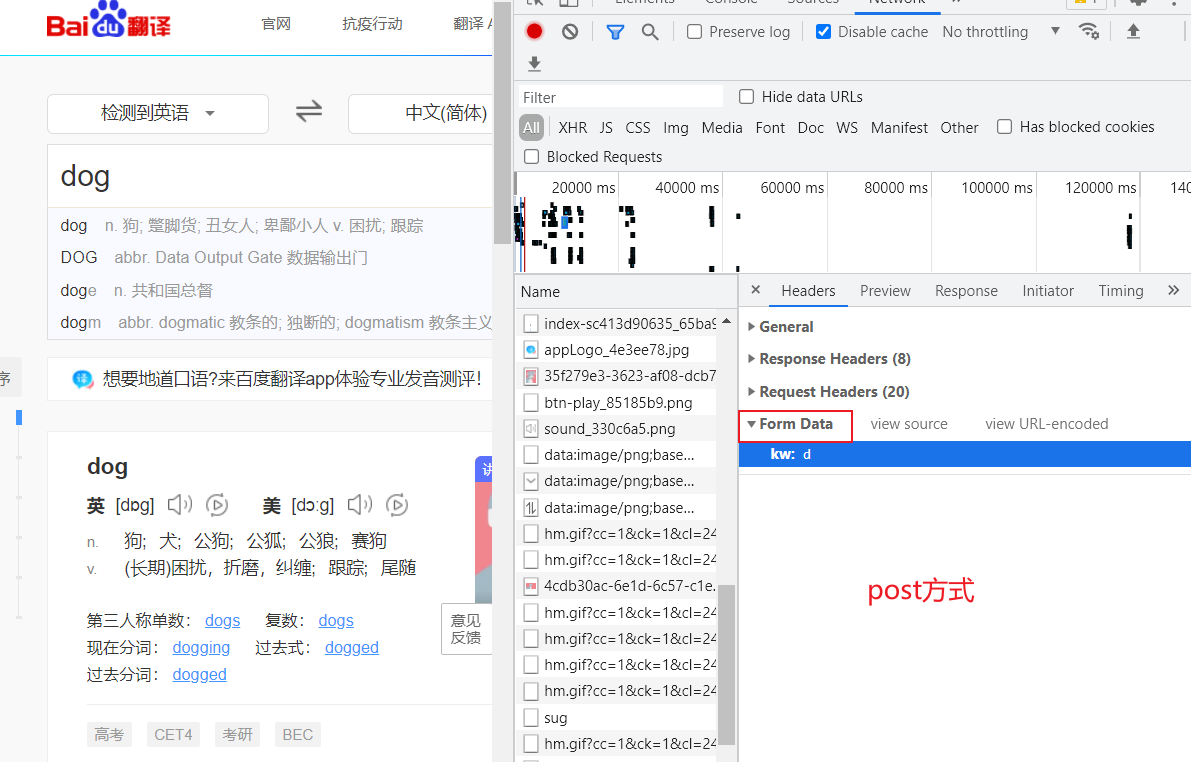 Bai du 翻译
官网 抗疫行动 翻译 A
检测到英语 中文(简体)
dog
dog n. 狗; 蹩脚货; 丑女人; 卑鄙小人 v. 困扰; 跟踪
DOG abbr. Data Output Gate 数据输出门
doge n. 共和国总督
dogm abbr. dogmatic 教条的; 独断的; dogmatism 教条主义
序
译 想要地道口语?来百度翻译app体验专业发音测评!
dog
讲
英 [dɒɡ] 美 [dɔːɡ]
n. 狗; 犬; 公狗; 公狐; 公狼; 赛狗
v. (长期)困扰，折磨，纠缠; 跟踪; 尾随
意见
反馈
第三人称单数: dogs 复数: dogs
现在分词: dogging 过去式: dogged
过去分词: dogged
高考 CET4 考研 BEC
Elements Console Sources Network
Preserve log Disable cache No throttling
Filter Hide data URLs
All XHR JS CSS Img Media Font Doc WS Manifest Other Has blocked cookies
Blocked Requests
20000 ms 40000 ms 60000 ms 80000 ms 100000 ms 120000 ms 140
Name
index-sc413d90635_65ba9
appLogo_4e3ee78.jpg
35f279e3-3623-af08-dcb7
btn-play_85185b9.png
sound_330c6a5.png
data:image/png;base...
data:image/png;base...
data:image/png;base...
hm.gif?cc=1&ck=1&cl=24
hm.gif?cc=1&ck=1&cl=24
4cdb30ac-6e1d-6c57-c1e
hm.gif?cc=1&ck=1&cl=24
hm.gif?cc=1&ck=1&cl=24
hm.gif?cc=1&ck=1&cl=24
hm.gif?cc=1&ck=1&cl=24
sug
hm.gif?cc=1&ck=1&cl=24
× Headers Preview Response Initiator Timing »
General
Response Headers (8)
Request Headers (20)
Form Data view source view URL-encoded
kw: d
post方式